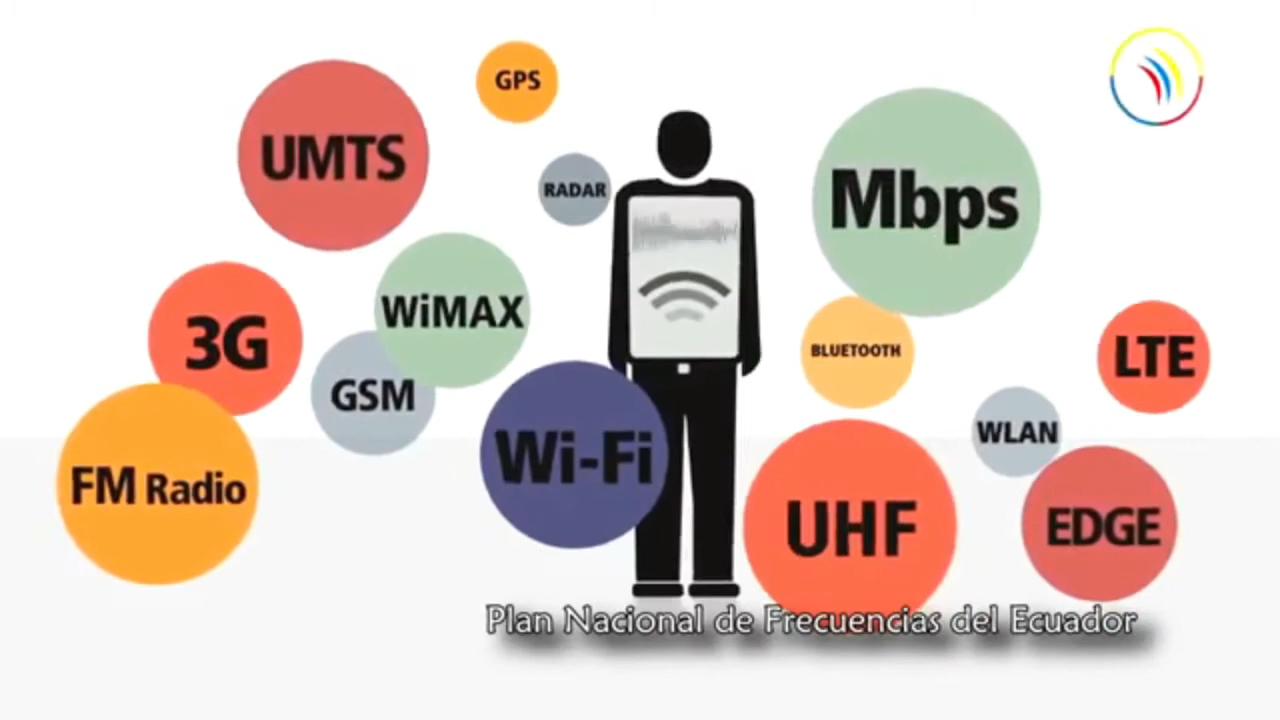 GPS
UMTS
RADAR
Mbps
WiMAX
3G
BLUETOOTH
LTE
GSM
WLAN
Wi-Fi
FM Radio
UHF
EDGE
Plan Nacional de Frecuencias del Ecuador